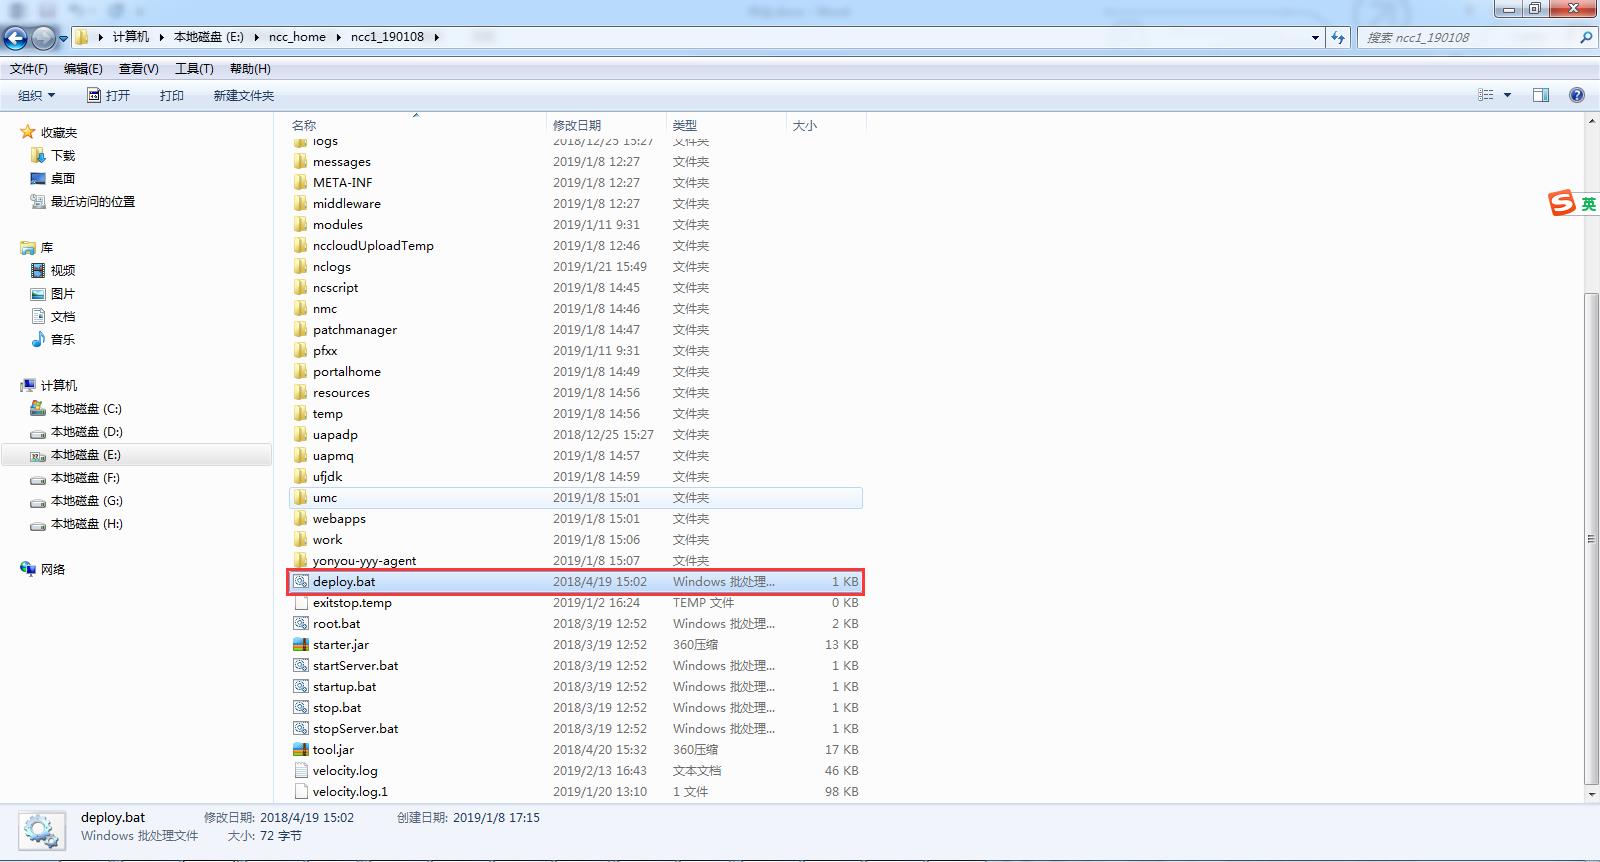 计算机 本地磁盘 (E:) ncc_home ncc1_190108 搜索 ncc1_190108
文件(F) 编辑(E) 查看(V) 工具(T) 帮助(H)
组织 打开 打印 新建文件夹
收藏夹
下载
桌面
最近访问的位置
库
视频
图片
文档
音乐
计算机
本地磁盘 (C:)
本地磁盘 (D:)
本地磁盘 (E:)
本地磁盘 (F:)
本地磁盘 (G:)
本地磁盘 (H:)
网络
名称 修改日期 类型 大小
logs 2018/12/25 15:27 文件夹
messages 2019/1/8 12:27 文件夹
META-INF 2019/1/8 12:27 文件夹
middleware 2019/1/8 12:27 文件夹
modules 2019/1/11 9:31 文件夹
nccloudUploadTemp 2019/1/8 12:46 文件夹
nclogs 2019/1/21 15:49 文件夹
ncscript 2019/1/8 14:45 文件夹
nmc 2019/1/8 14:46 文件夹
patchmanager 2019/1/8 14:47 文件夹
pfxx 2019/1/11 9:31 文件夹
portalhome 2019/1/8 14:49 文件夹
resources 2019/1/8 14:56 文件夹
temp 2019/1/8 14:56 文件夹
uapadp 2018/12/25 15:27 文件夹
uapmq 2019/1/8 14:57 文件夹
ufjdk 2019/1/8 14:59 文件夹
umc 2019/1/8 15:01 文件夹
webapps 2019/1/8 15:01 文件夹
work 2019/1/8 15:06 文件夹
yonyou-yyy-agent 2019/1/8 15:07 文件夹
deploy.bat 2018/4/19 15:02 Windows 批处理... 1 KB
exitstop.temp 2019/1/2 16:24 TEMP 文件 0 KB
root.bat 2018/3/19 12:52 Windows 批处理... 2 KB
starter.jar 2018/3/19 12:52 360压缩 13 KB
startServer.bat 2018/3/19 12:52 Windows 批处理... 1 KB
startup.bat 2018/3/19 12:52 Windows 批处理... 1 KB
stop.bat 2018/3/19 12:52 Windows 批处理... 1 KB
stopServer.bat 2018/3/19 12:52 Windows 批处理... 1 KB
tool.jar 2018/4/20 15:32 360压缩 17 KB
velocity.log 2019/2/13 16:43 文本文档 46 KB
velocity.log.1 2019/1/20 13:10 1 文件 98 KB
S 英
deploy.bat 修改日期: 2018/4/19 15:02 创建日期: 2019/1/8 17:15
Windows 批处理文件 大小: 72 字节